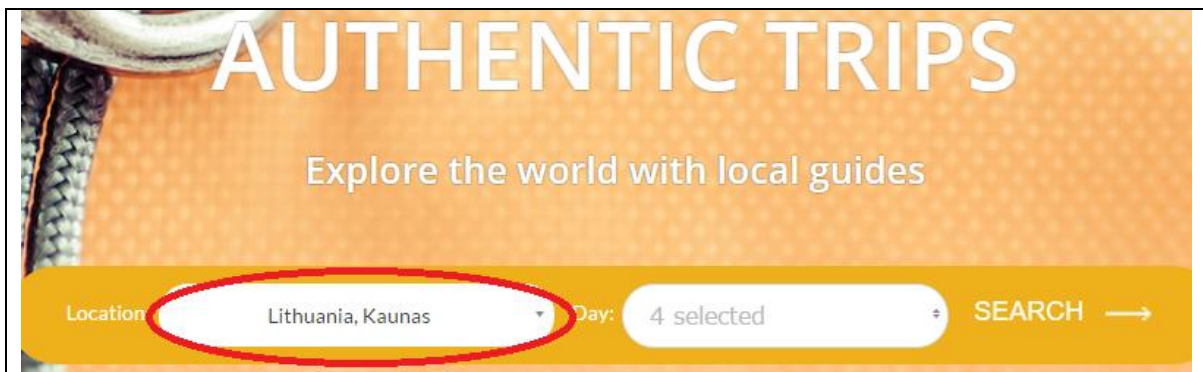 AUTHENTIC TRIPS
Explore the world with local guides
Location Lithuania, Kaunas Day: 4 selected SEARCH